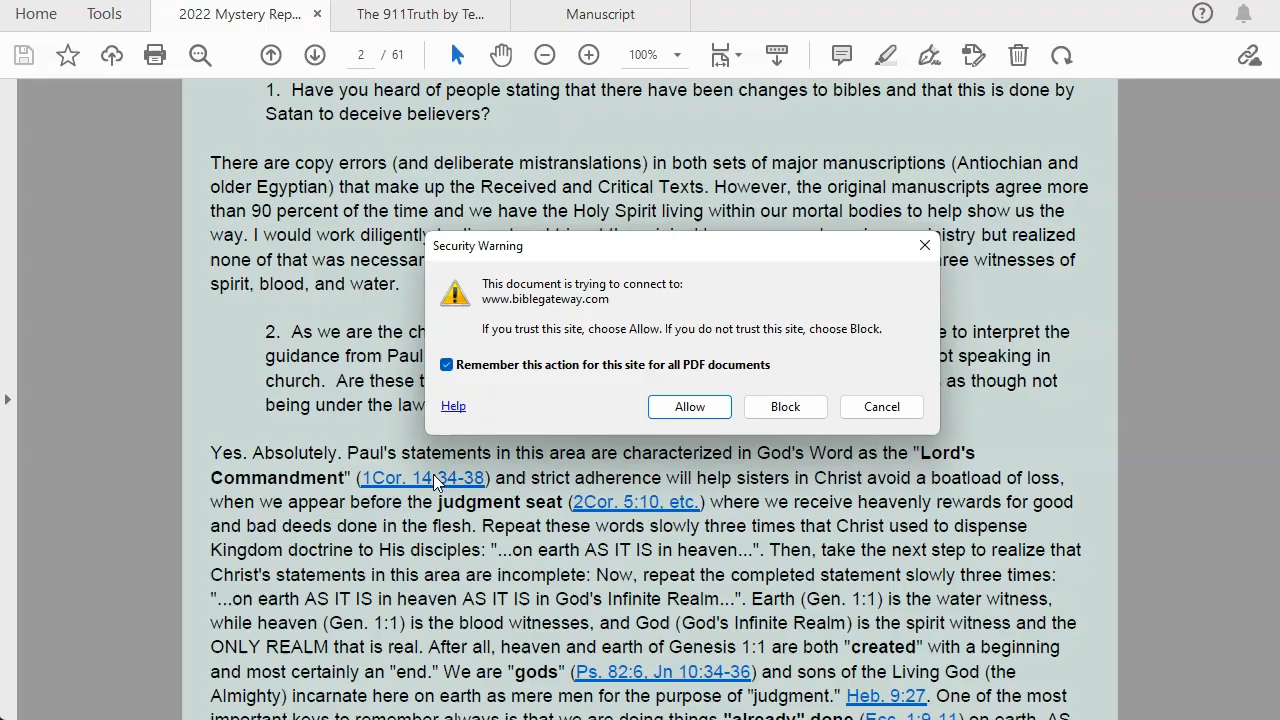 Home Tools 2022 Mystery Rep... × The 911Truth by Te... Manuscript
2 / 61 100%
1. Have you heard of people stating that there have been changes to bibles and that this is done by
Satan to deceive believers?
There are copy errors (and deliberate mistranslations) in both sets of major manuscriptions (Antiochian and
older Egyptian) that make up the Received and Critical Texts. However, the original manuscripts agree more
than 90 percent of the time and we have the Holy Spirit living within our mortal bodies to help show us the
way. I would work diligently
istry but realized
none of that was necessar
ree witnesses of
spirit, blood, and water.
Security Warning
This document is trying to connect to:
www.biblegateway.com
If you trust this site, choose Allow. If you do not trust this site, choose Block.
Remember this action for this site for all PDF documents
Help Allow Block Cancel
2. As we are the ch
e to interpret the
guidance from Paul
ot speaking in
church. Are these t
as though not
being under the law
Yes. Absolutely. Paul's statements in this area are characterized in God's Word as the "Lord's
Commandment" (1Cor. 14:34-38) and strict adherence will help sisters in Christ avoid a boatload of loss,
when we appear before the judgment seat (2Cor. 5:10, etc.) where we receive heavenly rewards for good
and bad deeds done in the flesh. Repeat these words slowly three times that Christ used to dispense
Kingdom doctrine to His disciples: "...on earth AS IT IS in heaven...". Then, take the next step to realize that
Christ's statements in this area are incomplete: Now, repeat the completed statement slowly three times:
"...on earth AS IT IS in heaven AS IT IS in God's Infinite Realm...". Earth (Gen. 1:1) is the water witness,
while heaven (Gen. 1:1) is the blood witnesses, and God (God's Infinite Realm) is the spirit witness and the
ONLY REALM that is real. After all, heaven and earth of Genesis 1:1 are both "created" with a beginning
and most certainly an "end." We are "gods" (Ps. 82:6, Jn 10:34-36) and sons of the Living God (the
Almighty) incarnate here on earth as mere men for the purpose of "judgment." Heb. 9:27. One of the most
important keys to remember always is that we are doing things "already" done (Ecc. 1:9-11) on earth, AS